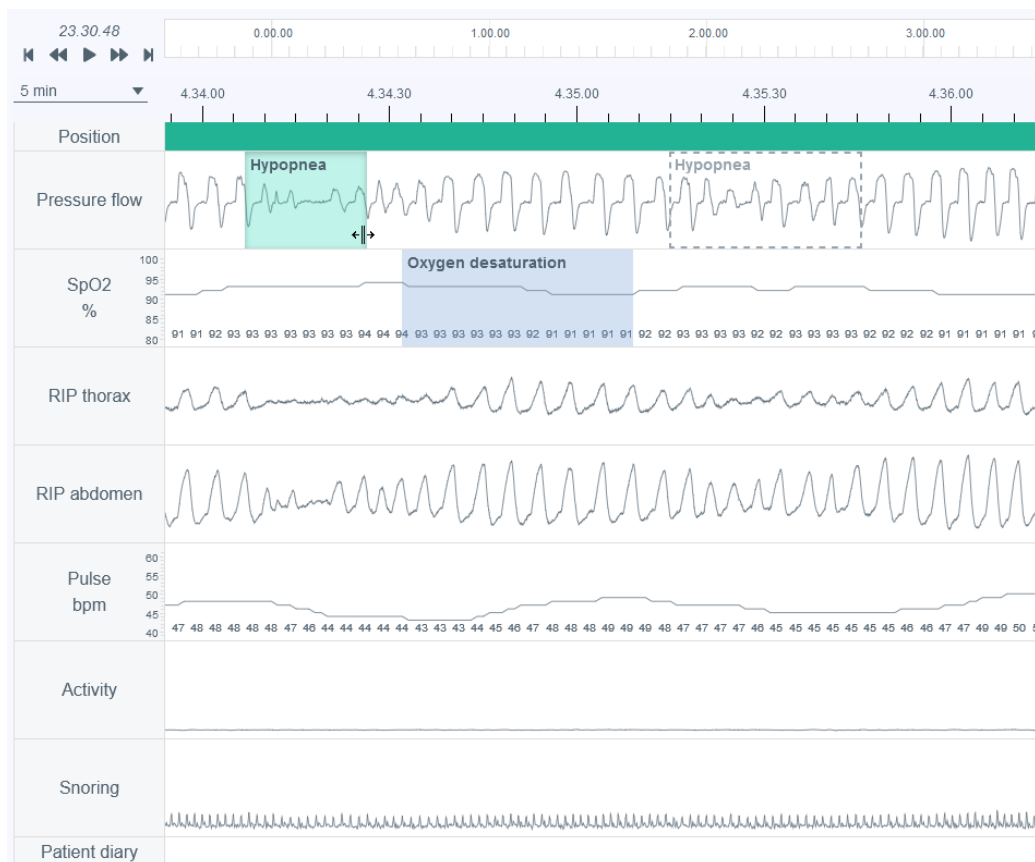 23.30.48
0.00.00 1.00.00 2.00.00 3.00.00
5 min
4.34.00 4.34.30 4.35.00 4.35.30 4.36.00
Position
Hypopnea Hypopnea
Pressure flow
Oxygen desaturation
100
95
90
85
80
SpO2
%
91 91 92 93 93 93 93 93 93 93 94 94 94 93 93 93 93 93 93 92 91 91 91 91 91 92 92 93 93 93 93 92 92 93 93 93 93 92 92 92 92 91 91 91 91 91
RIP thorax
RIP abdomen
60
55
50
45
40
Pulse
bpm
47 48 48 48 48 48 47 46 44 44 44 44 44 43 43 43 44 45 46 47 48 48 48 49 49 49 48 47 47 47 47 46 45 45 45 45 45 45 45 46 46 47 47 49 49 50
Activity
Snoring
Patient diary